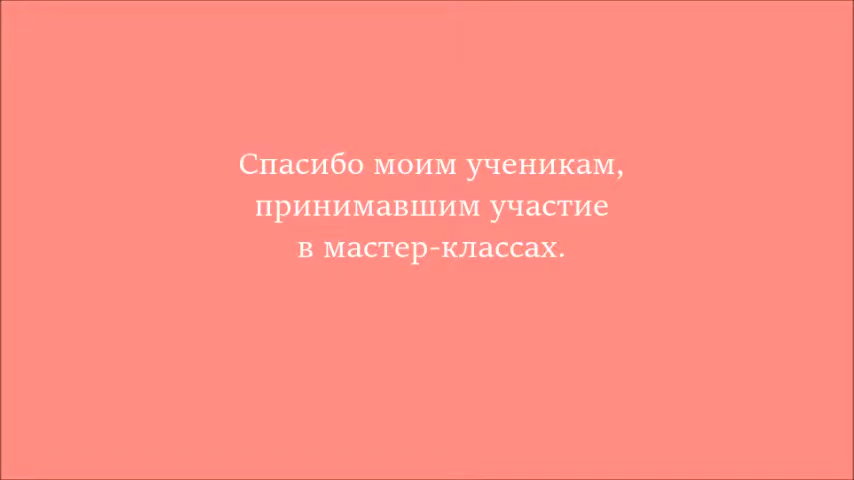 Спасибо моим ученикам,
принимавшим участие
в мастер-классах.